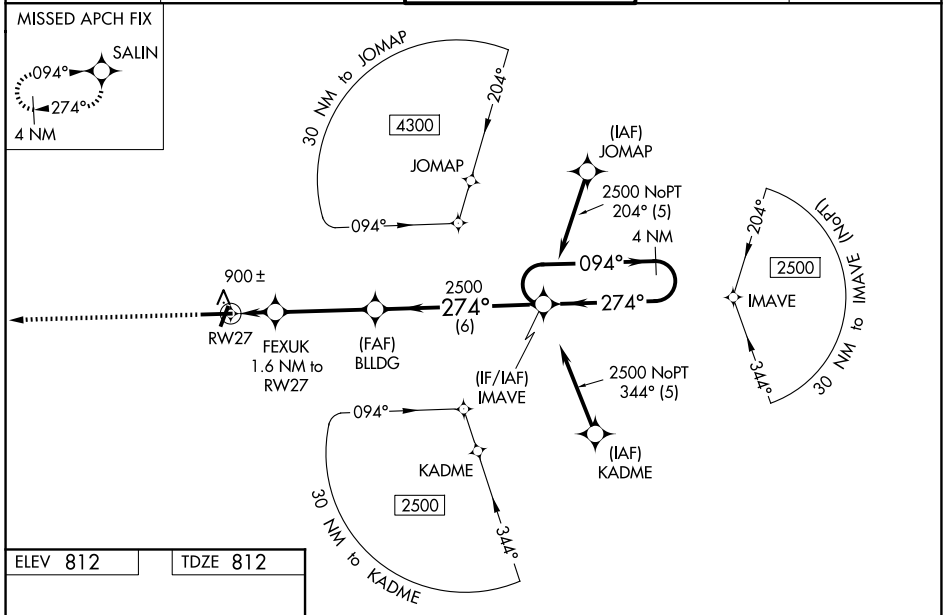 MISSED APCH FIX
SALIN
094°
274°
4 NM
30 NM to JOMAP
204°
4300
JOMAP
094°
(IAF)
JOMAP
2500 NoPT
204° (5)
4 NM
094°
274°
204°
30 NM to IMAVE (NoPT)
2500
IMAVE
344°
900 ±
2500
274°
(6)
RW27
FEXUK
1.6 NM to
RW27
(FAF)
BLLDG
(IF/IAF)
IMAVE
2500 NoPT
344° (5)
(IAF)
KADME
094°
KADME
2500
344°
30 NM to KADME
ELEV 812
TDZE 812